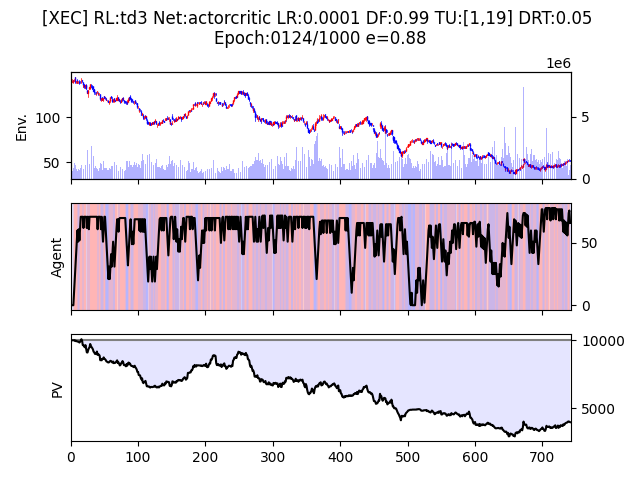 [XEC] RL:td3 Net:actorcritic LR:0.0001 DF:0.99 TU:[1,19] DRT:0.05
Epoch:0124/1000 e=0.88
1e6
Env.
100
50
5
0
Agent
50
0
PV
10000
5000
0 100 200 300 400 500 600 700